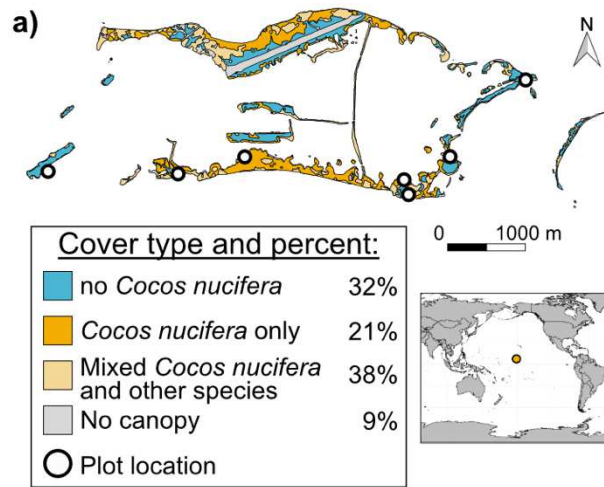 a)
N
0 1000 m
Cover type and percent:
no Cocos nucifera 32%
Cocos nucifera only 21%
Mixed Cocos nucifera
and other species 38%
No canopy 9%
Plot location